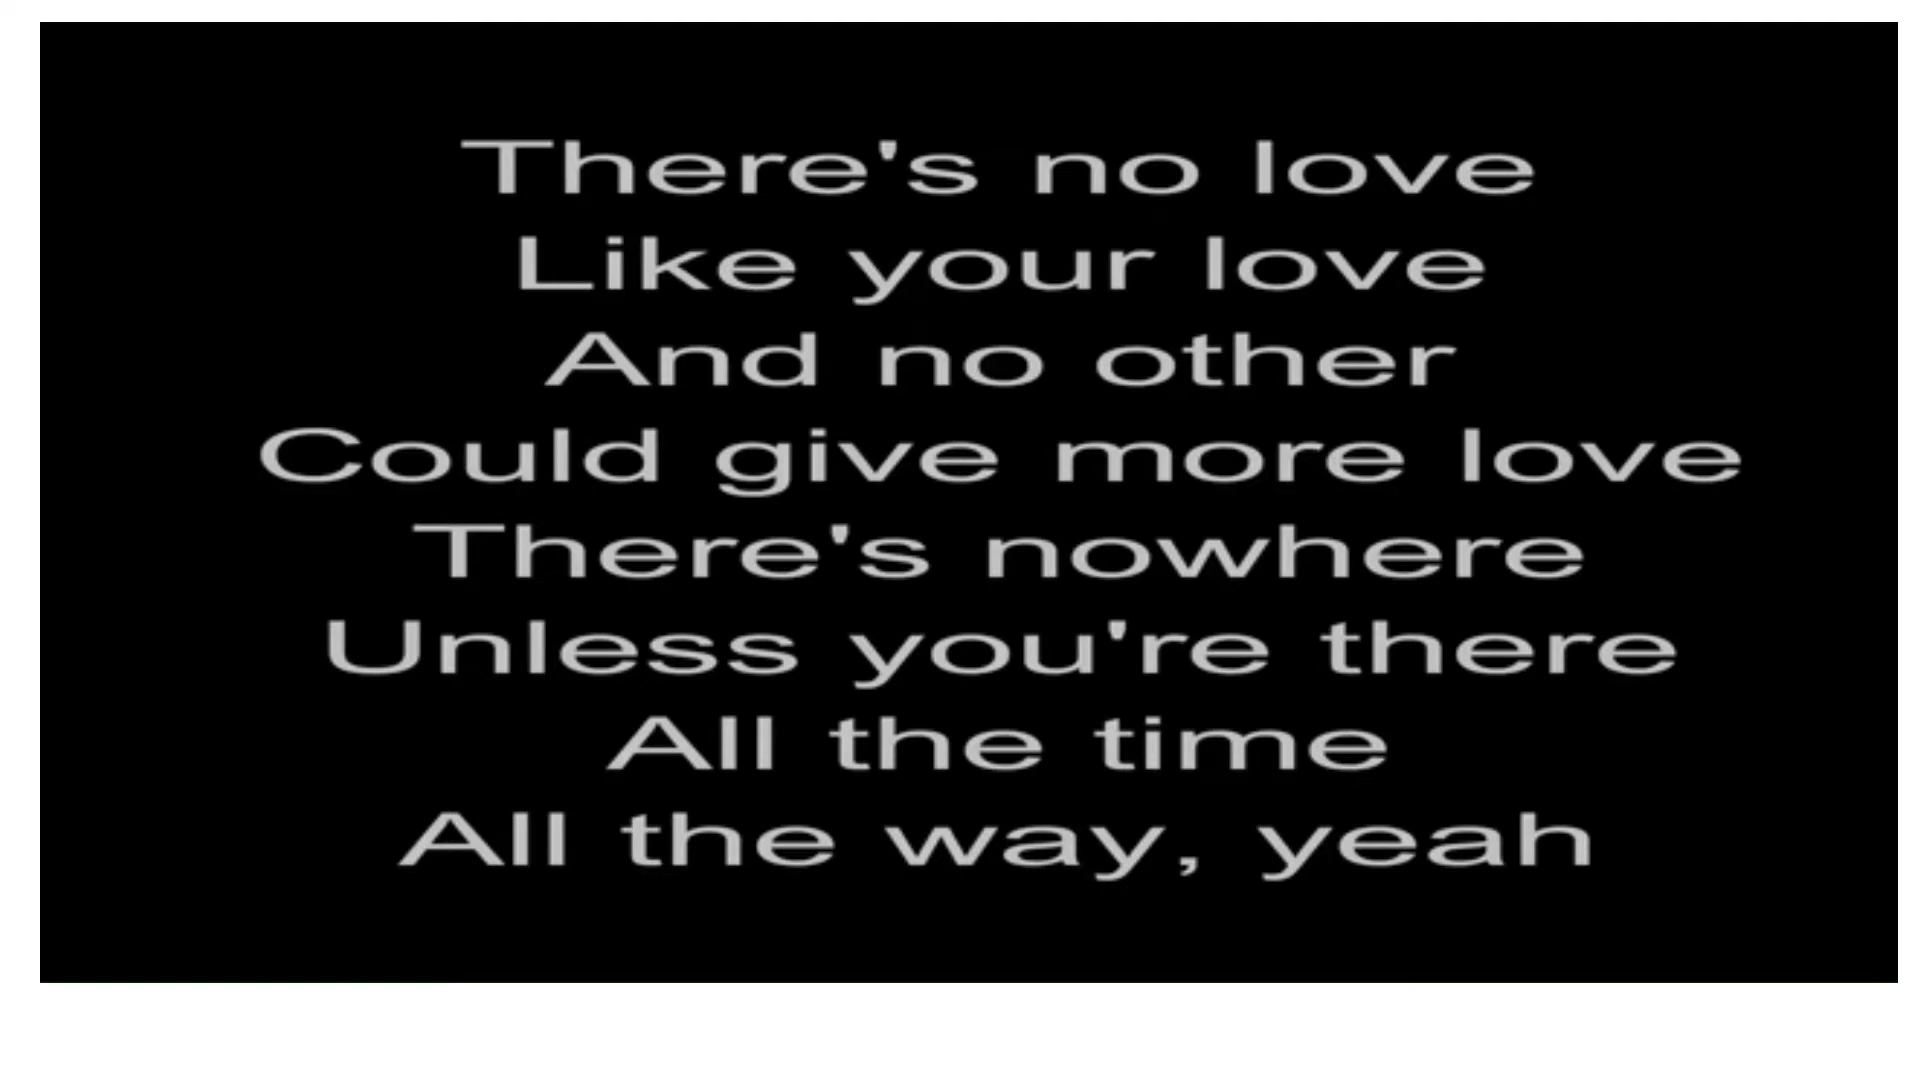 There's no love
Like your love
And no other
Could give more love
There's nowhere
Unless you're there
All the time
All the way, yeah